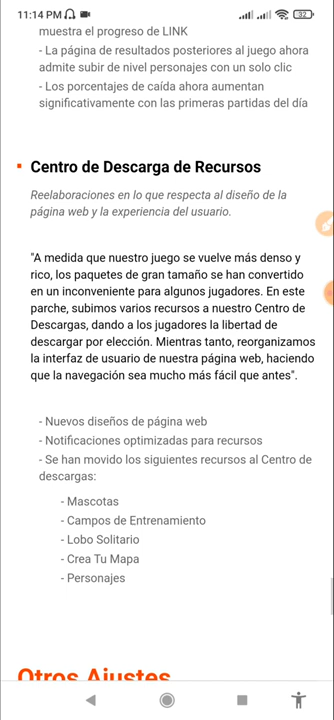 11:14 PM
32
muestra el progreso de LINK
- La página de resultados posteriores al juego ahora
admite subir de nivel personajes con un solo clic
- Los porcentajes de caída ahora aumentan
significativamente con las primeras partidas del día
Centro de Descarga de Recursos
Reelaboraciones en lo que respecta al diseño de la
página web y la experiencia del usuario.
"A medida que nuestro juego se vuelve más denso y
rico, los paquetes de gran tamaño se han convertido
en un inconveniente para algunos jugadores. En este
parche, subimos varios recursos a nuestro Centro de
Descargas, dando a los jugadores la libertad de
descargar por elección. Mientras tanto, reorganizamos
la interfaz de usuario de nuestra página web, haciendo
que la navegación sea mucho más fácil que antes".
- Nuevos diseños de página web
- Notificaciones optimizadas para recursos
- Se han movido los siguientes recursos al Centro de
descargas:
- Mascotas
- Campos de Entrenamiento
- Lobo Solitario
- Crea Tu Mapa
- Personajes
Otros Ajustes